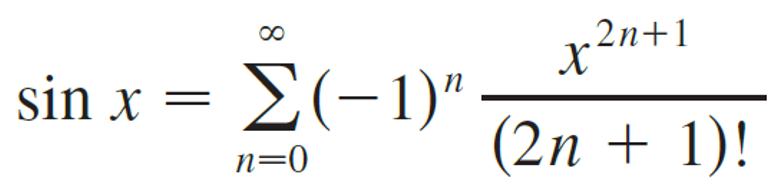 sin x = ∑_{n=0}^{∞} (−1)^n x^{2n+1} / (2n + 1)!